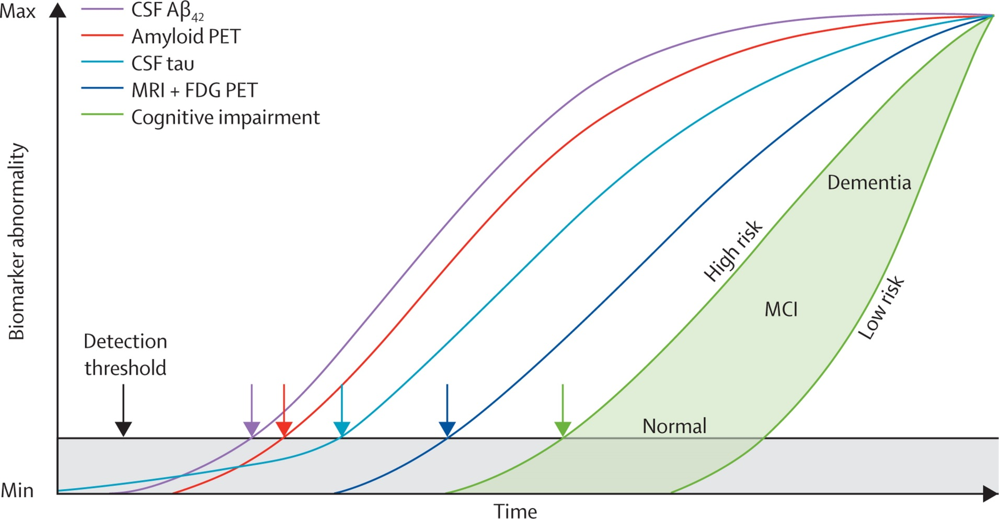 Max
CSF Aβ42
Amyloid PET
CSF tau
MRI + FDG PET
Cognitive impairment
Biomarker abnormality
Detection
threshold
High risk
Low risk
Dementia
MCI
Normal
Min
Time